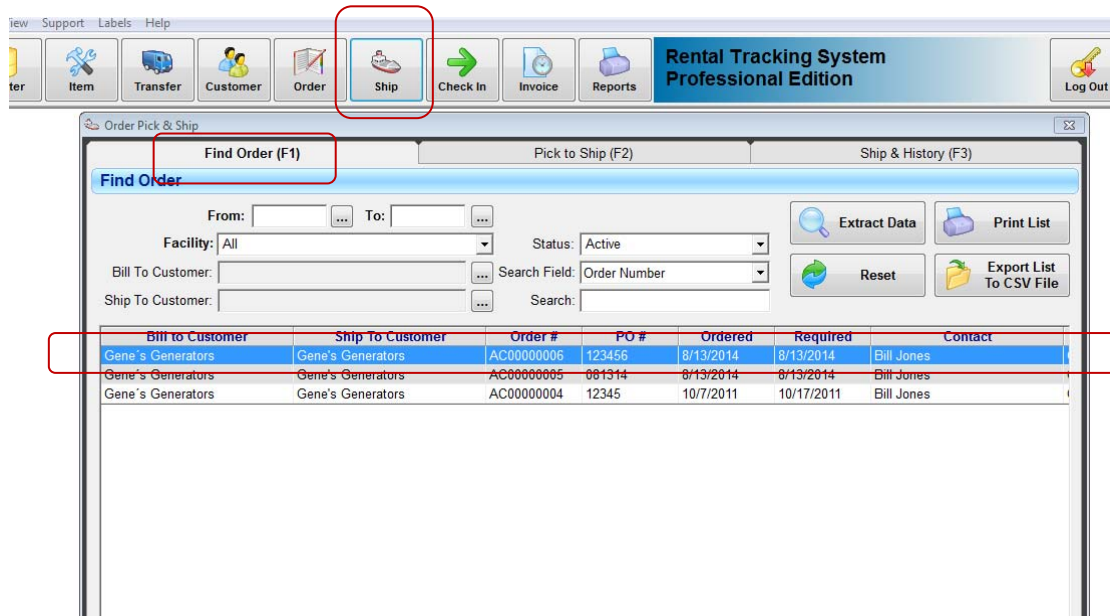 iew Support Labels Help
ter Item Transfer Customer Order Ship Check In Invoice Reports Log Out
Rental Tracking System
Professional Edition
Order Pick & Ship
Find Order (F1) Pick to Ship (F2) Ship & History (F3)
Find Order
From: ... To: ...
Extract Data Print List
Facility: All Status: Active
Bill To Customer: ... Search Field: Order Number
Reset Export List
To CSV File
Ship To Customer: ... Search:
Bill to Customer Ship To Customer Order # PO # Ordered Required Contact
Gene´s Generators Gene's Generators AC00000006 123456 8/13/2014 8/13/2014 Bill Jones
Gene´s Generators Gene's Generators AC00000005 081314 8/13/2014 8/13/2014 Bill Jones
Gene´s Generators Gene's Generators AC00000004 12345 10/7/2011 10/17/2011 Bill Jones